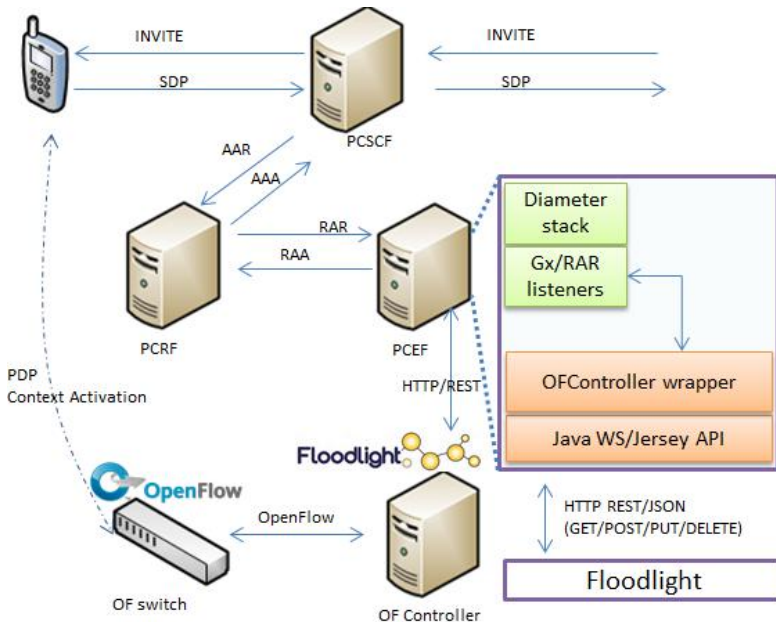 INVITE
INVITE
SDP
SDP
PCSCF
AAR
AAA
Diameter
stack
RAR
RAA
Gx/RAR
listeners
PCRF
PCEF
PDP
Context Activation
HTTP/REST
OFController wrapper
Java WS/Jersey API
Floodlight
OpenFlow
OpenFlow
HTTP REST/JSON
(GET/POST/PUT/DELETE)
Floodlight
OF switch
OF Controller